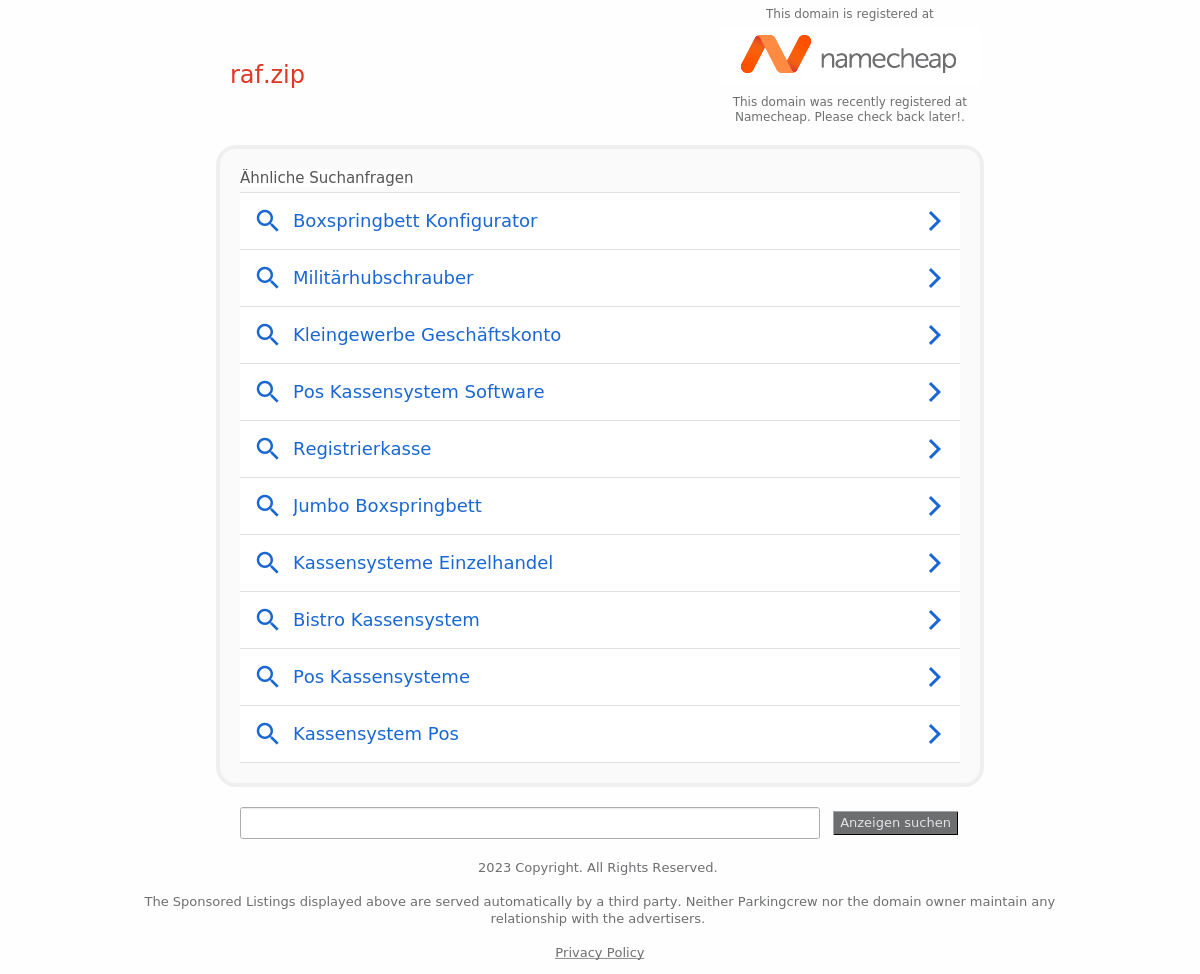 This domain is registered at
namecheap
raf.zip
This domain was recently registered at
Namecheap. Please check back later!.
Ähnliche Suchanfragen
Boxspringbett Konfigurator
Militärhubschrauber
Kleingewerbe Geschäftskonto
Pos Kassensystem Software
Registrierkasse
Jumbo Boxspringbett
Kassensysteme Einzelhandel
Bistro Kassensystem
Pos Kassensysteme
Kassensystem Pos
Anzeigen suchen
2023 Copyright. All Rights Reserved.
The Sponsored Listings displayed above are served automatically by a third party. Neither Parkingcrew nor the domain owner maintain any
relationship with the advertisers.
Privacy Policy